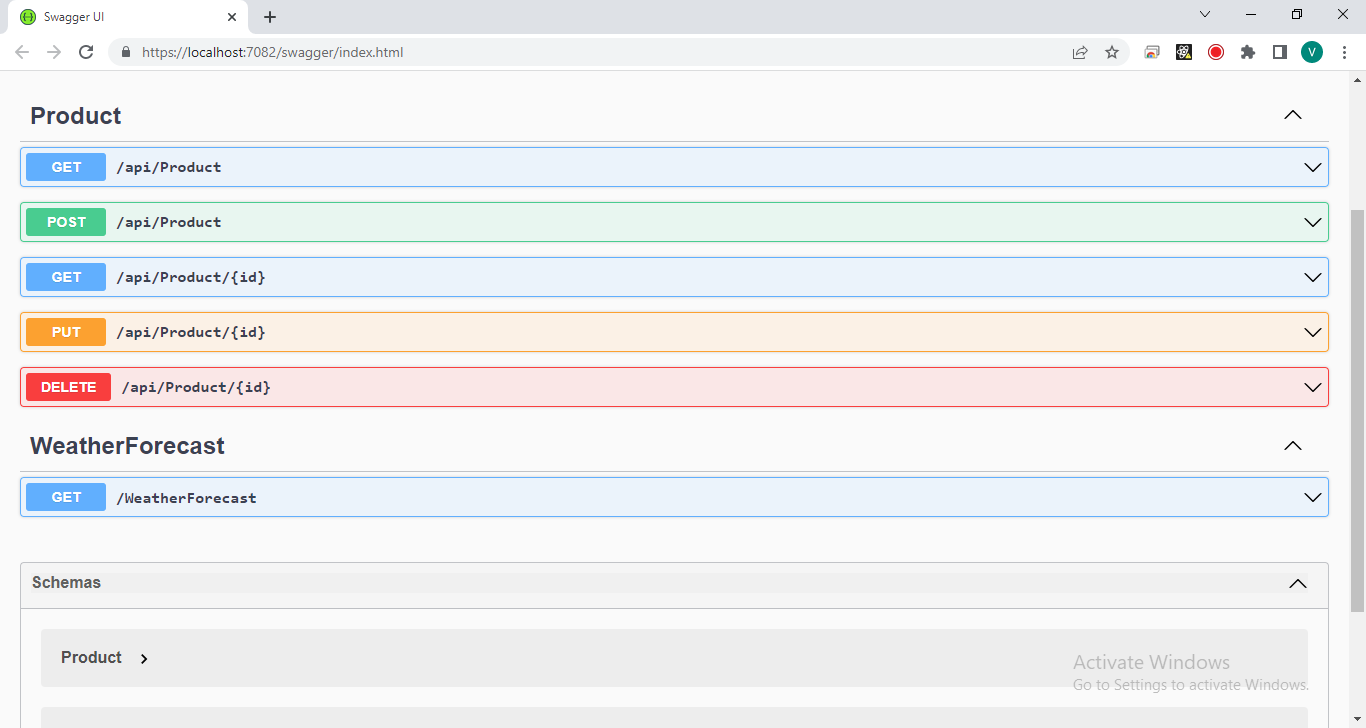 Swagger UI
https://localhost:7082/swagger/index.html
V
Product
GET /api/Product
POST /api/Product
GET /api/Product/{id}
PUT /api/Product/{id}
DELETE /api/Product/{id}
WeatherForecast
GET /WeatherForecast
Schemas
Product
Activate Windows
Go to Settings to activate Windows.